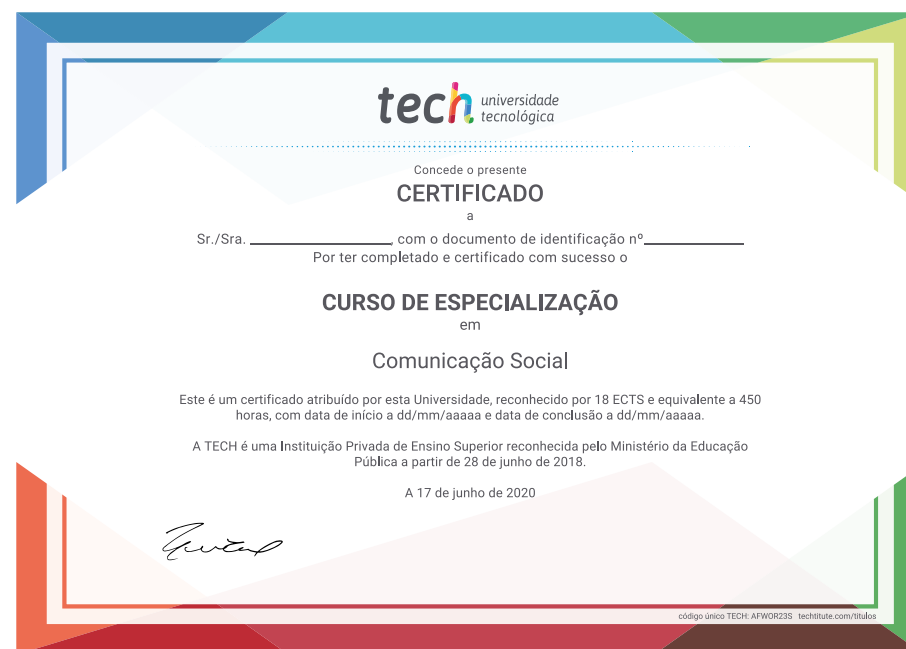 tech universidade
tecnológica
Concede o presente
CERTIFICADO
a
Sr./Sra. , com o documento de identificação nº
Por ter completado e certificado com sucesso o
CURSO DE ESPECIALIZAÇÃO
em
Comunicação Social
Este é um certificado atribuído por esta Universidade, reconhecido por 18 ECTS e equivalente a 450
horas, com data de início a dd/mm/aaaaa e data de conclusão a dd/mm/aaaaa.
A TECH é uma Instituição Privada de Ensino Superior reconhecida pelo Ministério da Educação
Pública a partir de 28 de junho de 2018.
A 17 de junho de 2020
código único TECH: AFWOR23S techtitute.com/titulos